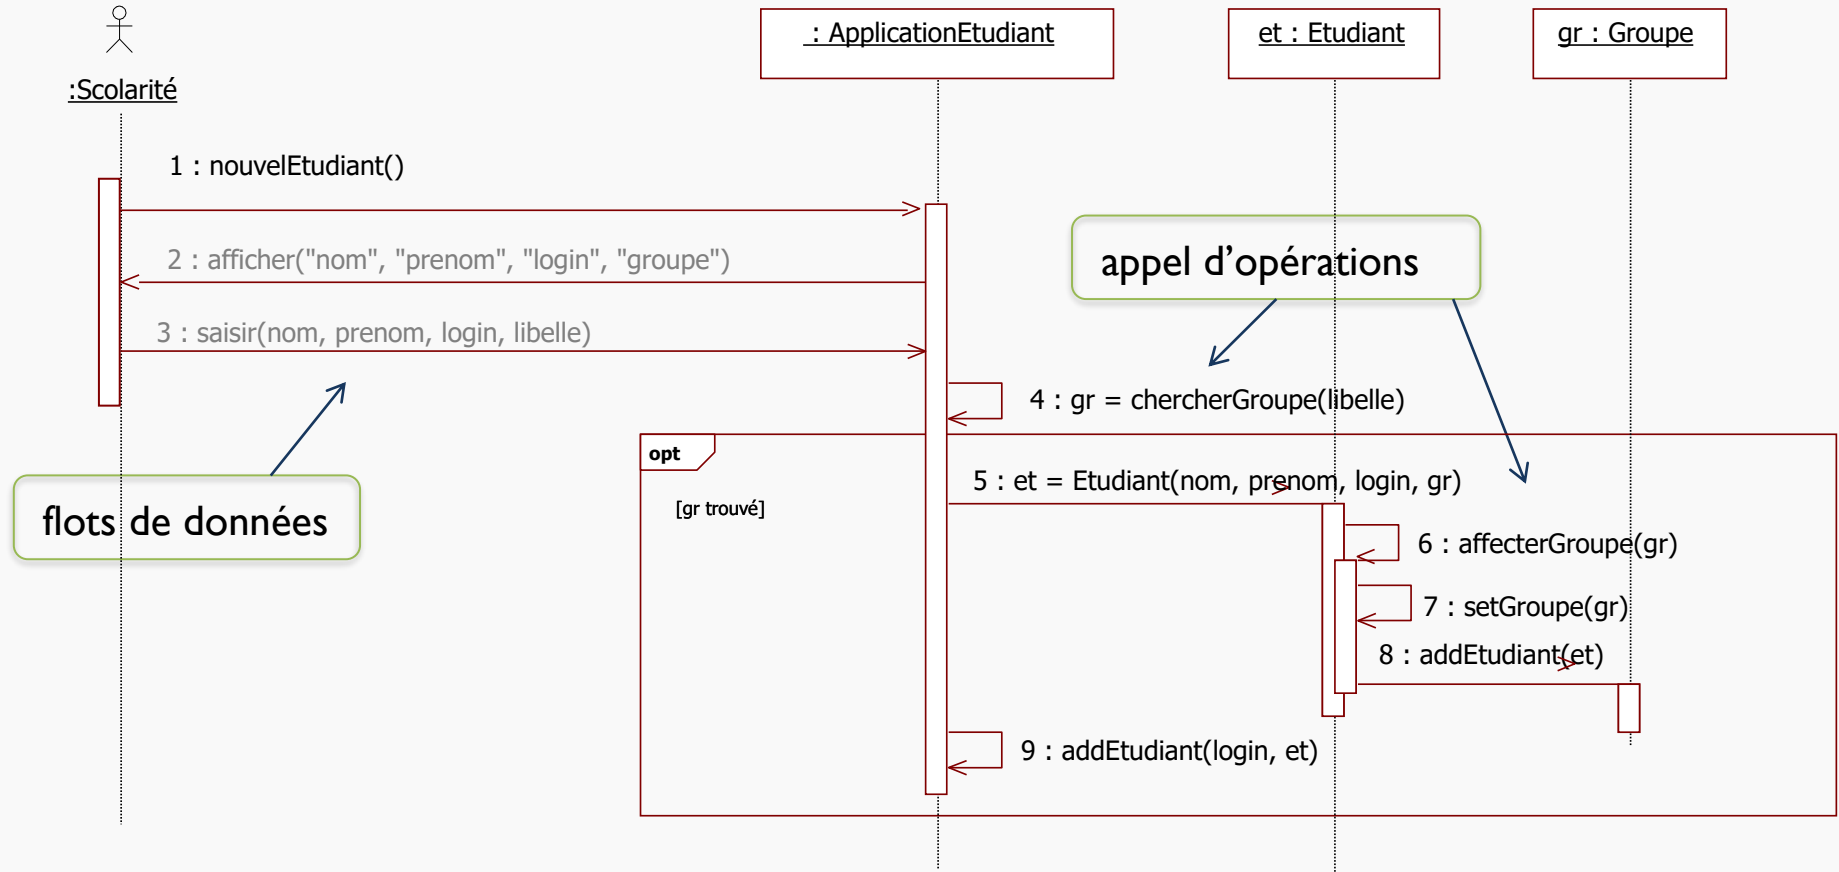 : ApplicationEtudiant
et : Etudiant
gr : Groupe
:Scolarité
1 : nouvelEtudiant()
2 : afficher("nom", "prenom", "login", "groupe")
appel d’opérations
3 : saisir(nom, prenom, login, libelle)
4 : gr = chercherGroupe(libelle)
opt
[gr trouvé]
5 : et = Etudiant(nom, prenom, login, gr)
flots de données
6 : affecterGroupe(gr)
7 : setGroupe(gr)
8 : addEtudiant(et)
9 : addEtudiant(login, et)